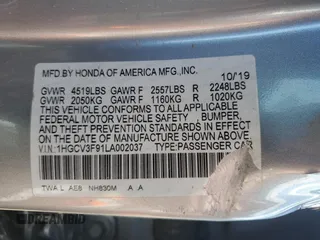 MFD.BY HONDA OF AMERICA MFG.,INC. 10/19
GVWR 4519LBS GAWR F 2557LBS R 2248LBS
GVWR 2050KG GAWR F 1160KG R 1020KG
THIS VEHICLE CONFORMS TO ALL APPLICABLE
FEDERAL MOTOR VEHICLE SAFETY, BUMPER,
AND THEFT PREVENTION STANDARDS IN EFFECT
ON THE DATE OF MANUFACTURE SHOWN ABOVE.
V.I.N: 1HGCV3F91LA002037 TYPE:PASSENGER CAR
TWA L AE6 NH830M A A